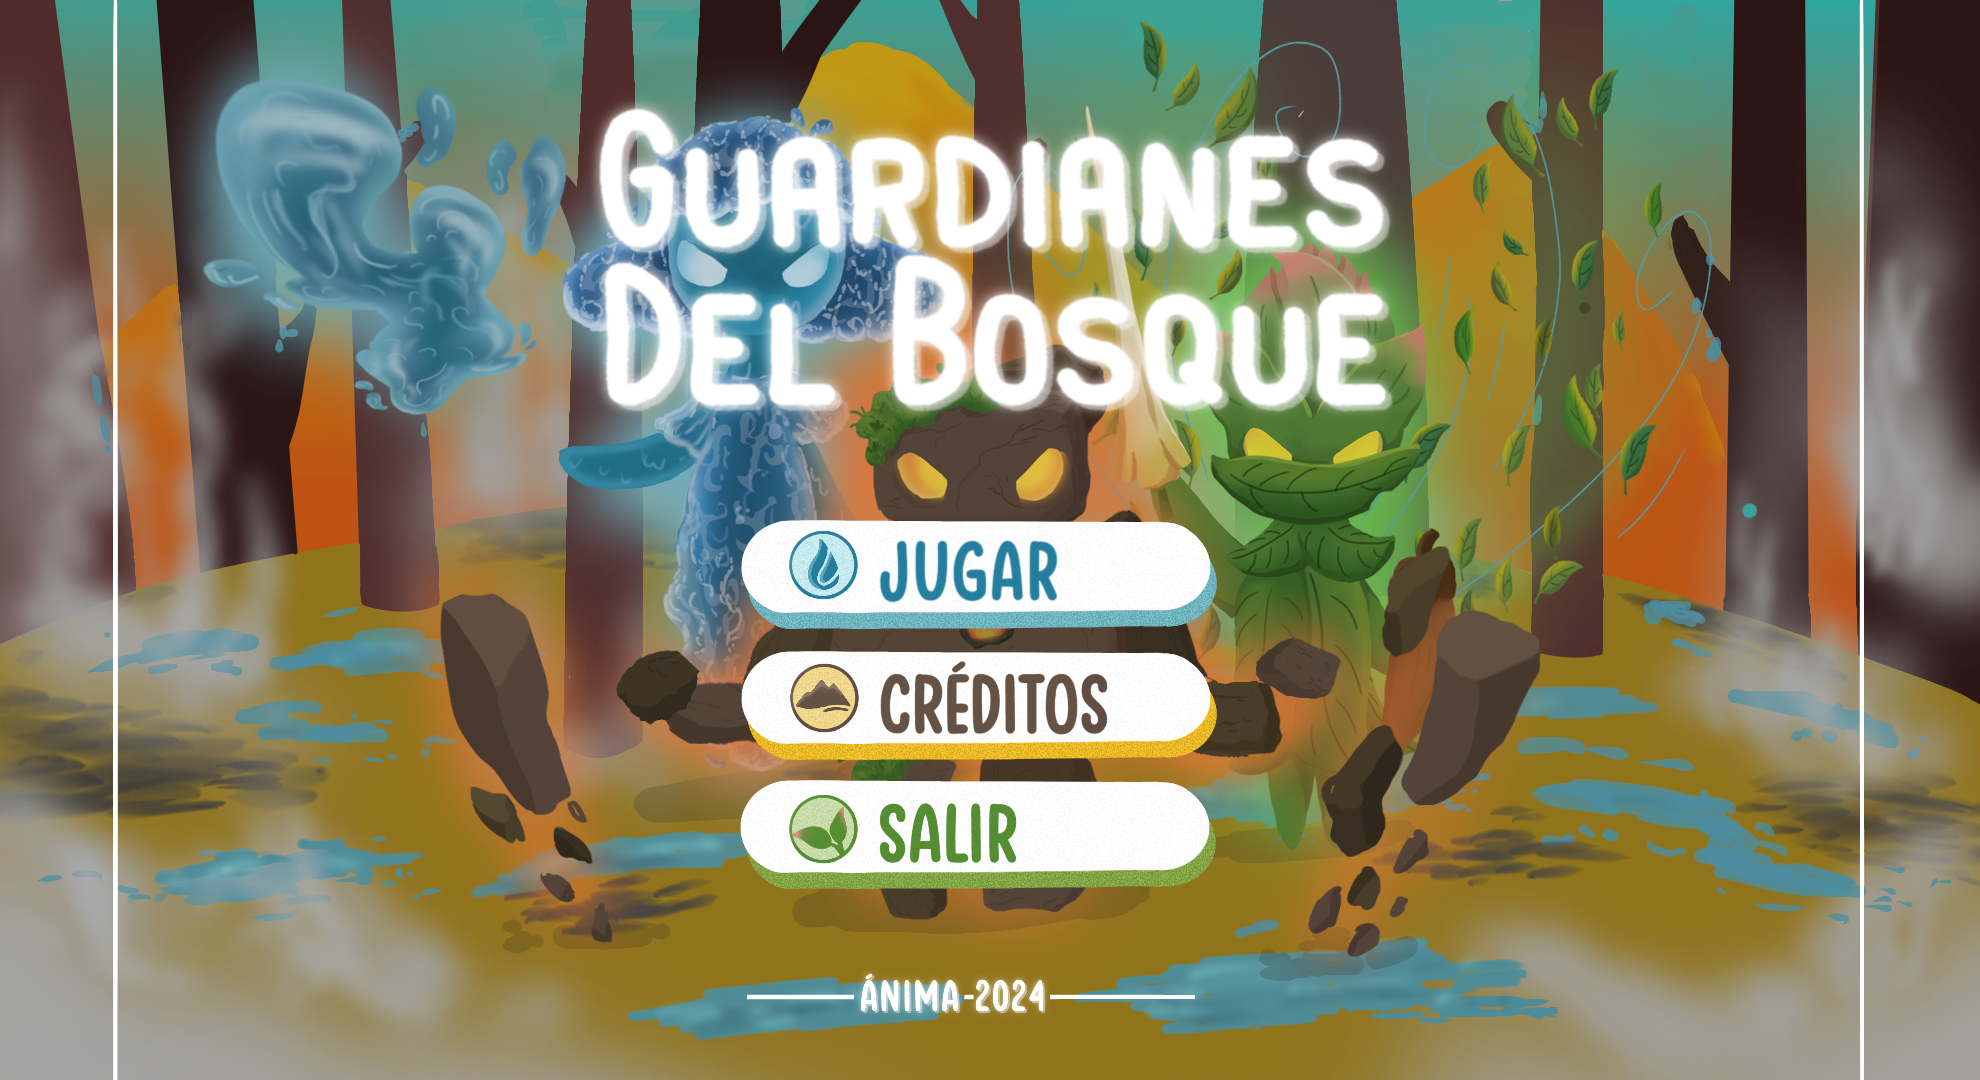 GUARDIANES
DEL BOSQUE
JUGAR
CRÉDITOS
SALIR
ÁNIMA-2024